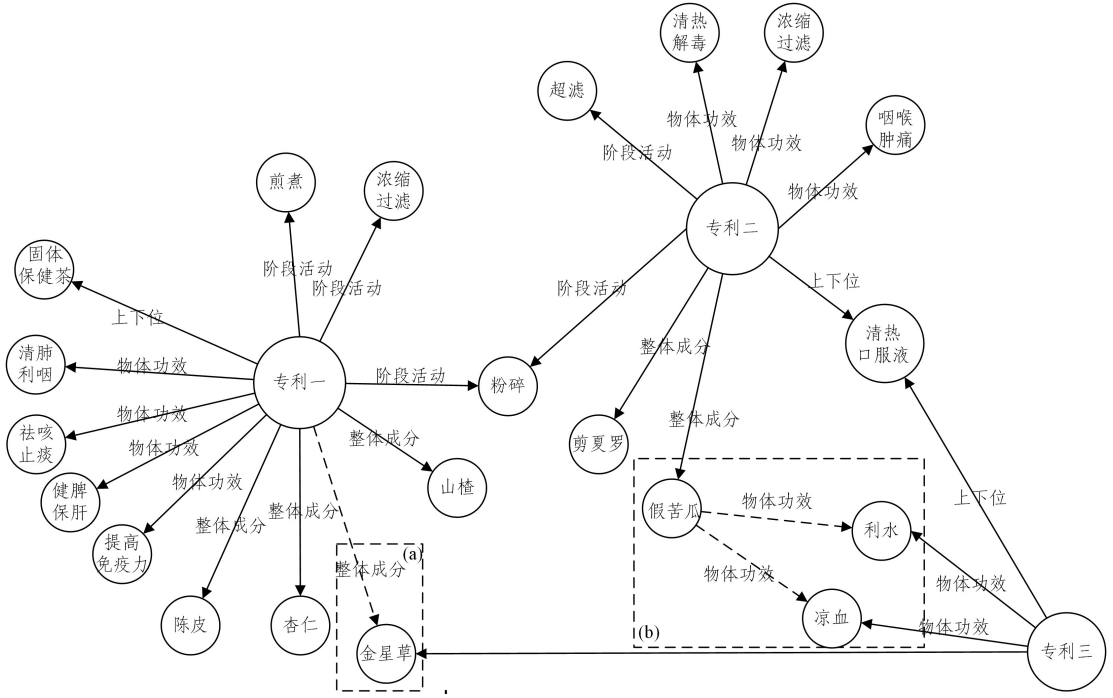 清热
解毒
浓缩
过滤
超滤
咽喉
肿痛
物体功效
物体功效
阶段活动
物体功效
专利二
煎煮
浓缩
过滤
固体
保健茶
阶段活动
阶段活动
阶段活动
上下位
上下位
清热
口服液
清肺
利咽
物体功效
专利一
阶段活动
粉碎
整体成分
祛咳
止痰
物体功效
物体功效
整体成分
整体成分
剪夏罗
健脾
保肝
物体功效
山楂
提高
免疫力
整体成分
整体成分
假苦瓜
物体功效
利水
上下位
(a)
整体成分
物体功效
物体功效
陈皮
杏仁
金星草
凉血
物体功效
(b)
专利三